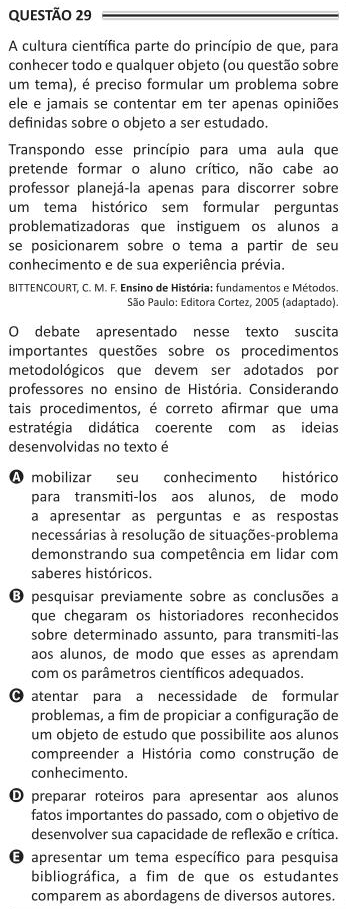 QUESTÃO 29
A cultura científica parte do princípio de que, para
conhecer todo e qualquer objeto (ou questão sobre
um tema), é preciso formular um problema sobre
ele e jamais se contentar em ter apenas opiniões
definidas sobre o objeto a ser estudado.
Transpondo esse princípio para uma aula que
pretende formar o aluno crítico, não cabe ao
professor planejá-la apenas para discorrer sobre
um tema histórico sem formular perguntas
problematizadoras que instiguem os alunos a
se posicionarem sobre o tema a partir de seu
conhecimento e de sua experiência prévia.
BITTENCOURT, C. M. F. Ensino de História: fundamentos e Métodos.
São Paulo: Editora Cortez, 2005 (adaptado).
O debate apresentado nesse texto suscita
importantes questões sobre os procedimentos
metodológicos que devem ser adotados por
professores no ensino de História. Considerando
tais procedimentos, é correto afirmar que uma
estratégia didática coerente com as ideias
desenvolvidas no texto é
A mobilizar seu conhecimento histórico
para transmiti-los aos alunos, de modo
a apresentar as perguntas e as respostas
necessárias à resolução de situações-problema
demonstrando sua competência em lidar com
saberes históricos.
B pesquisar previamente sobre as conclusões a
que chegaram os historiadores reconhecidos
sobre determinado assunto, para transmiti-las
aos alunos, de modo que esses as aprendam
com os parâmetros científicos adequados.
C atentar para a necessidade de formular
problemas, a fim de propiciar a configuração de
um objeto de estudo que possibilite aos alunos
compreender a História como construção de
conhecimento.
D preparar roteiros para apresentar aos alunos
fatos importantes do passado, com o objetivo de
desenvolver sua capacidade de reflexão e crítica.
E apresentar um tema específico para pesquisa
bibliográfica, a fim de que os estudantes
comparem as abordagens de diversos autores.